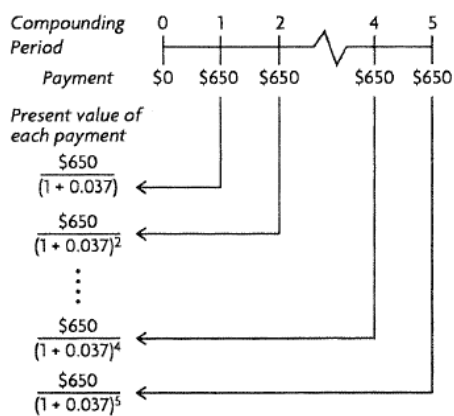 Compounding Period 0 1 2 4 5
Payment $0 $650 $650 $650 $650
Present value of
each payment
$650
(1 + 0.037)
$650
(1 + 0.037)²
$650
(1 + 0.037)⁴
$650
(1 + 0.037)⁵